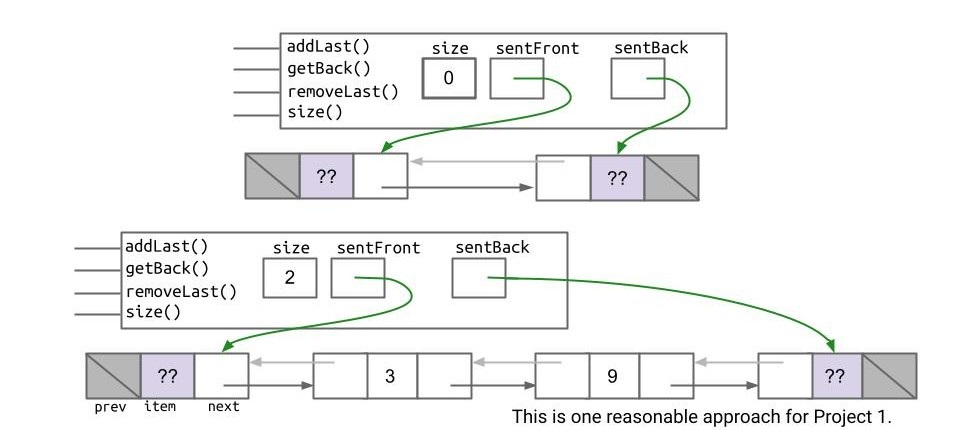 addLast() size sentFront sentBack
getBack() 0
removeLast()
size()
?? ??
addLast() size sentFront sentBack
getBack()
removeLast() 2
size()
?? 3 9 ??
prev item next
This is one reasonable approach for Project 1.